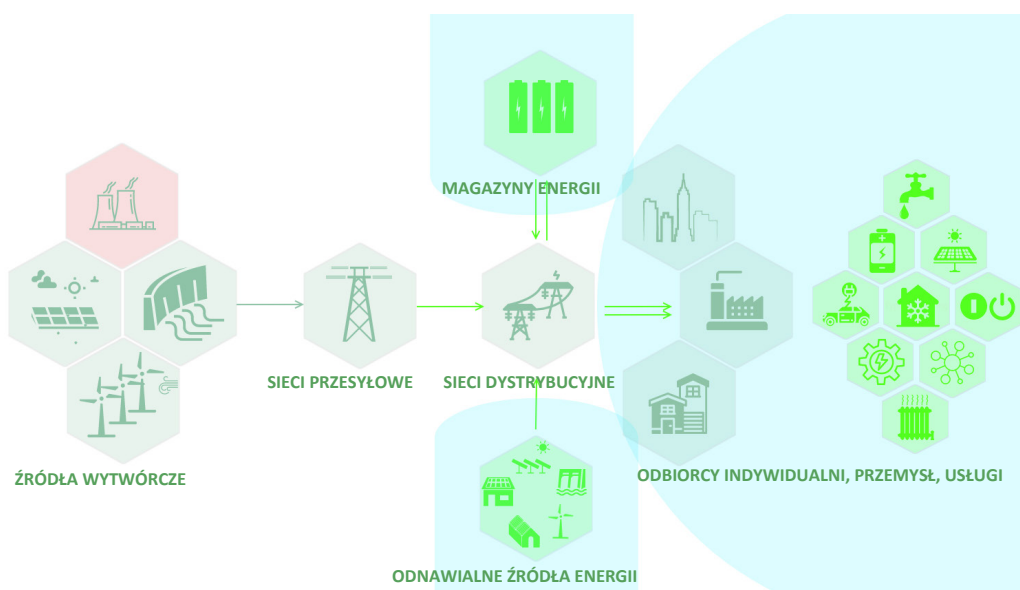 MAGAZYNY ENERGII
SIECI PRZESYŁOWE
SIECI DYSTRYBUCYJNE
ŹRÓDŁA WYTWÓRCZE
ODBIORCY INDYWIDUALNI, PRZEMYSŁ, USŁUGI
ODNAWIALNE ŹRÓDŁA ENERGII